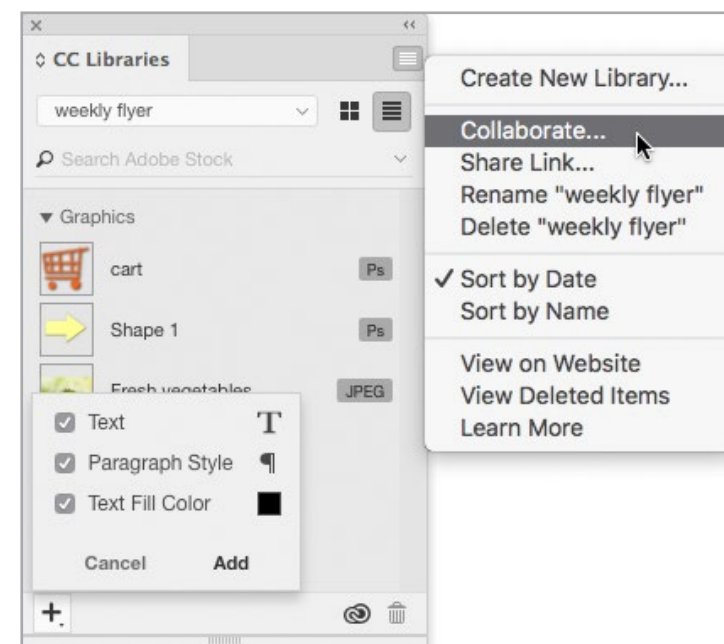 CC Libraries
weekly flyer
Search Adobe Stock
Graphics
cart Ps
Shape 1 Ps
Fresh vegetables JPEG
Text T
Paragraph Style ¶
Text Fill Color
Cancel Add
Create New Library...
Collaborate...
Share Link...
Rename "weekly flyer"
Delete "weekly flyer"
Sort by Date
Sort by Name
View on Website
View Deleted Items
Learn More